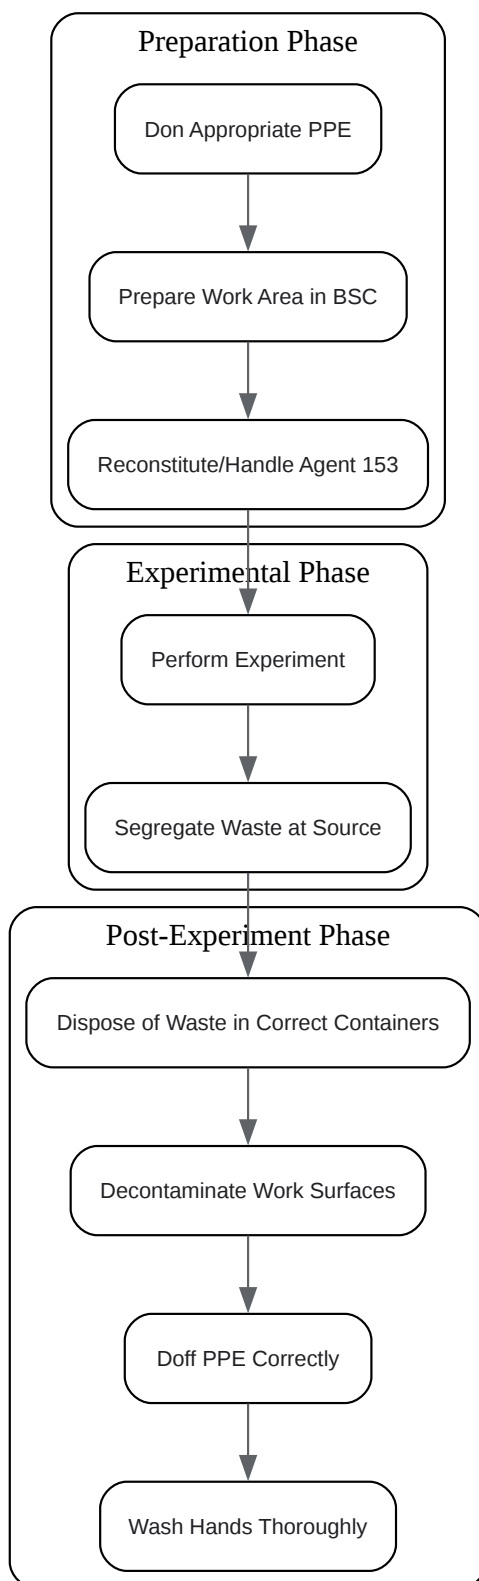 Preparation Phase
Don Appropriate PPE
Prepare Work Area in BSC
Reconstitute/Handle Agent 153
Experimental Phase
Perform Experiment
Segregate Waste at Source
Post-Experiment Phase
Dispose of Waste in Correct Containers
Decontaminate Work Surfaces
Doff PPE Correctly
Wash Hands Thoroughly